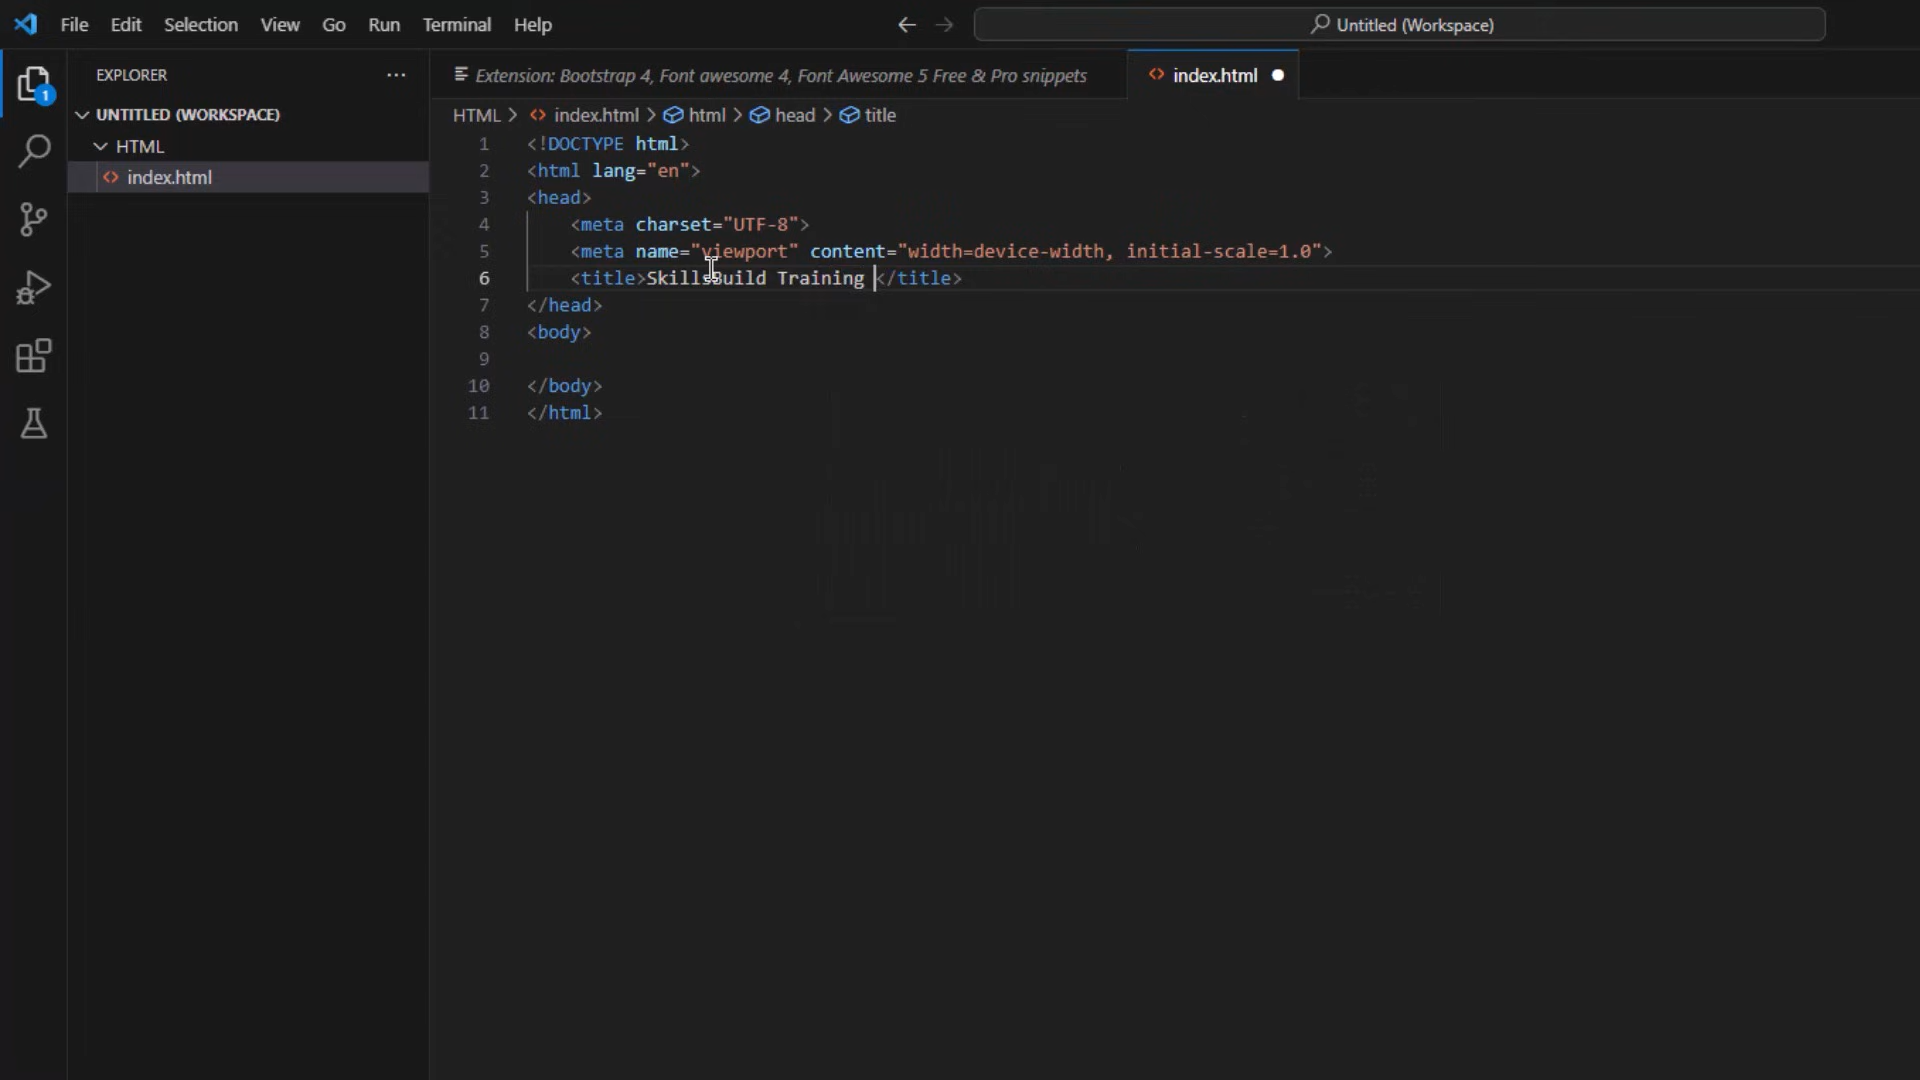 File Edit Selection View Go Run Terminal Help
Untitled (Workspace)
EXPLORER
1
UNTITLED (WORKSPACE)
HTML
index.html
Extension: Bootstrap 4, Font awesome 4, Font Awesome 5 Free & Pro snippets
index.html
HTML > index.html > html > head > title
1 <!DOCTYPE html>
2 <html lang="en">
3 <head>
4 <meta charset="UTF-8">
5 <meta name="viewport" content="width=device-width, initial-scale=1.0">
6 <title>SkillsBuild Training </title>
7 </head>
8 <body>
9
10 </body>
11 </html>